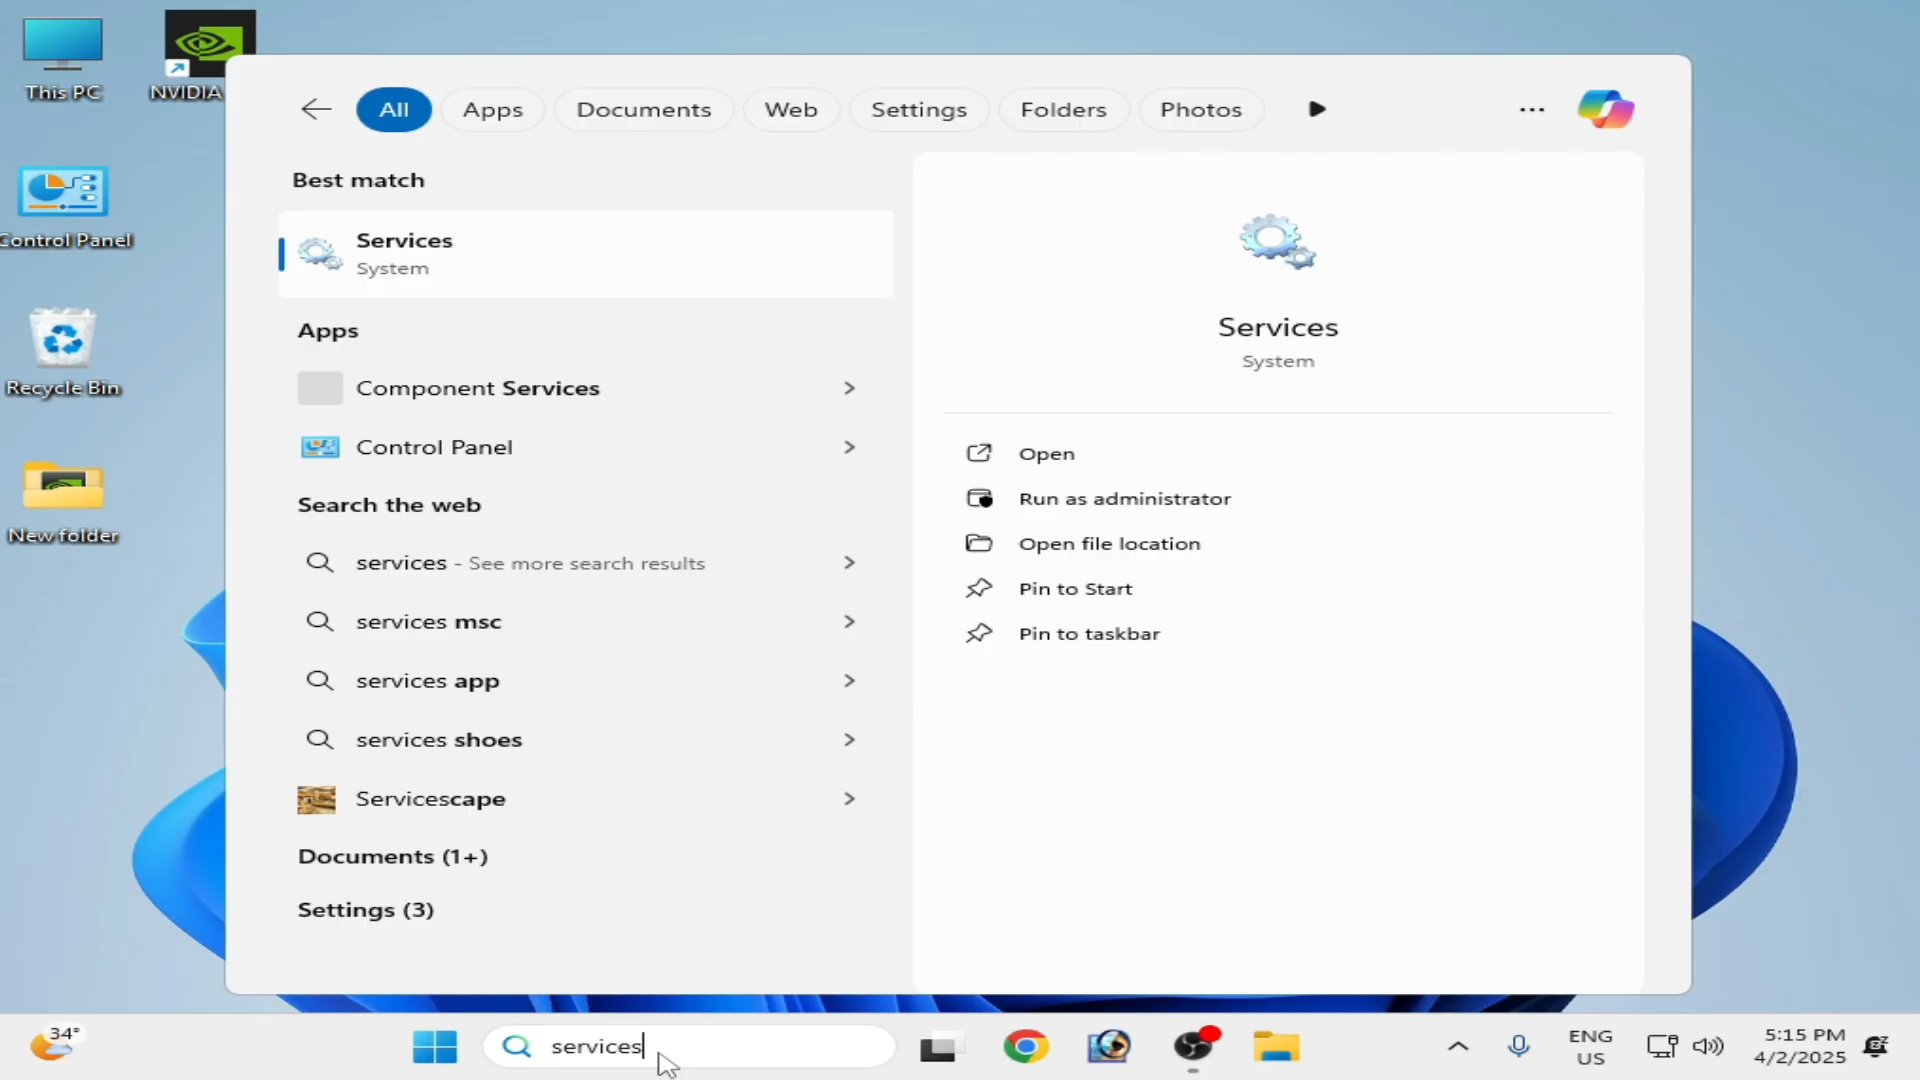 This PC
NVIDIA
Control Panel
Recycle Bin
New folder
All
Apps
Documents
Web
Settings
Folders
Photos
Best match
Services
System
Apps
Component Services
Control Panel
Search the web
services - See more search results
services msc
services app
services shoes
Servicescape
Documents (1+)
Settings (3)
Services
System
Open
Run as administrator
Open file location
Pin to Start
Pin to taskbar
34°
services
ENG
US
5:15 PM
4/2/2025